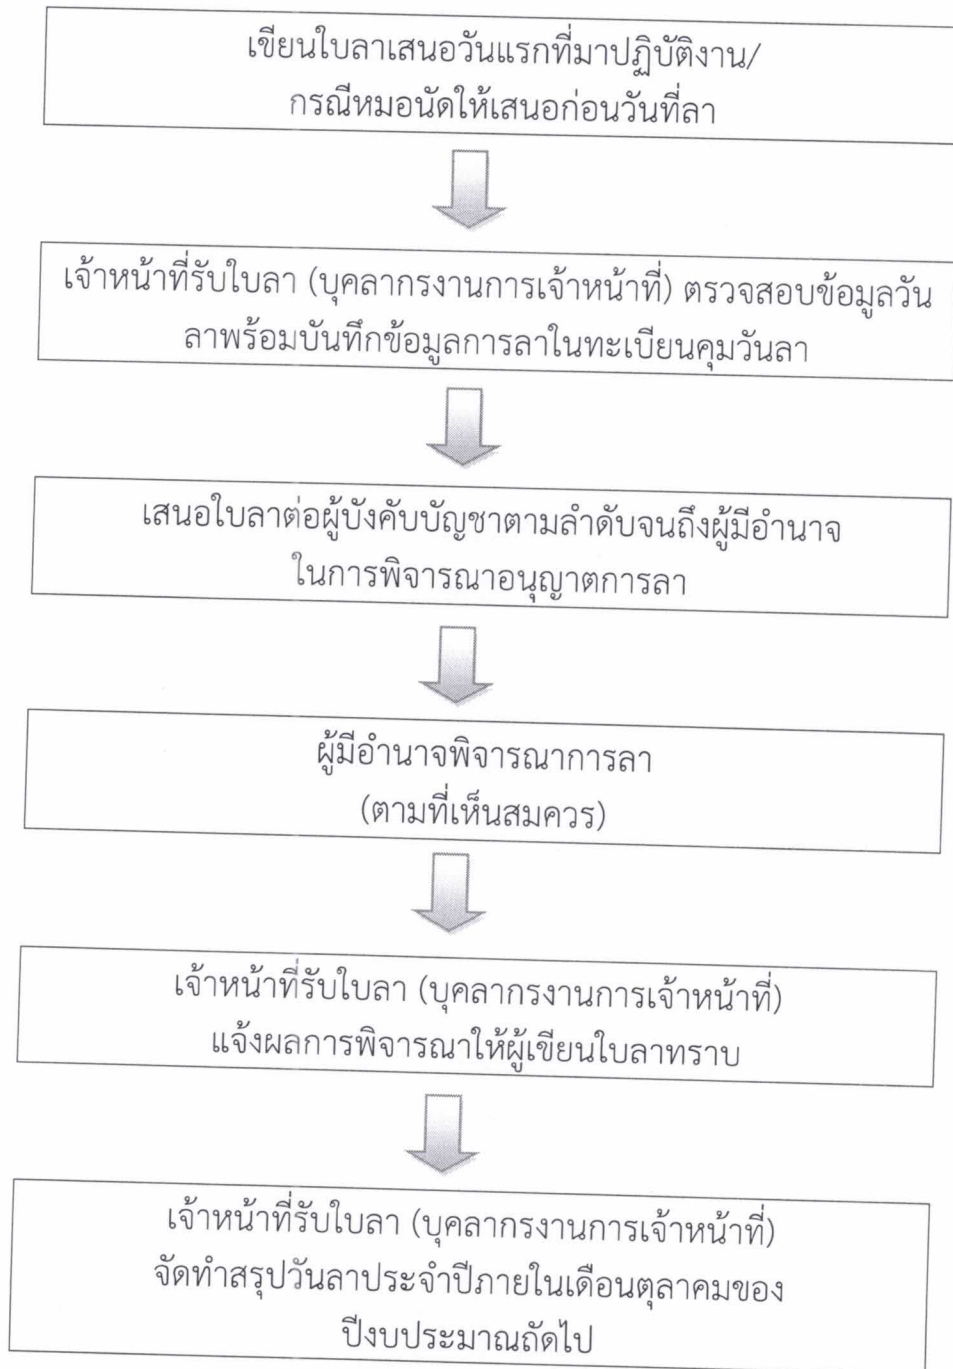 เขียนใบลาเสนอวันแรกที่มาปฏิบัติงาน/
กรณีหมอนัดให้เสนอก่อนวันที่ลา
เจ้าหน้าที่รับใบลา (บุคลากรงานการเจ้าหน้าที่) ตรวจสอบข้อมูลวัน
ลาพร้อมบันทึกข้อมูลการลาในทะเบียนคุมวันลา
เสนอใบลาต่อผู้บังคับบัญชาตามลำดับจนถึงผู้มีอำนาจ
ในการพิจารณาอนุญาตการลา
ผู้มีอำนาจพิจารณาการลา
(ตามที่เห็นสมควร)
เจ้าหน้าที่รับใบลา (บุคลากรงานการเจ้าหน้าที่)
แจ้งผลการพิจารณาให้ผู้เขียนใบลาทราบ
เจ้าหน้าที่รับใบลา (บุคลากรงานการเจ้าหน้าที่)
จัดทำสรุปวันลาประจำปีภายในเดือนตุลาคมของ
ปีงบประมาณถัดไป